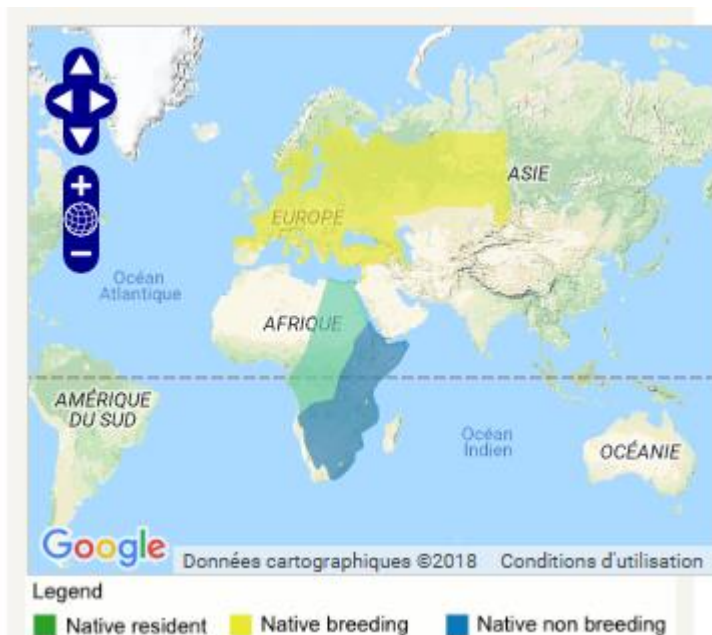 ASIE
EUROPE
Océan
Atlantique
AFRIQUE
AMÉRIQUE
DU SUD
Océan
Indien
OCÉANIE
Google
Données cartographiques ©2018 Conditions d'utilisation
Legend
Native resident Native breeding Native non breeding